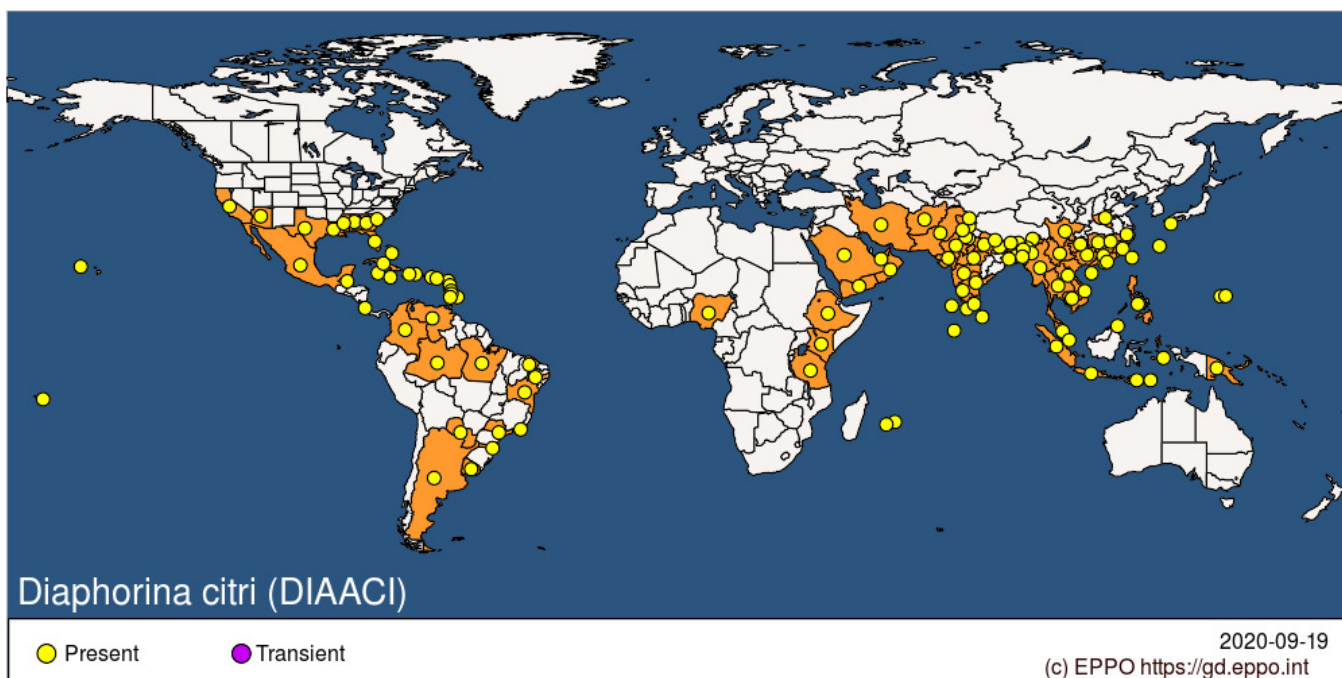 Diaphorina citri (DIAACI)
Present
Transient
2020-09-19
(c) EPPO https://gd.eppo.int